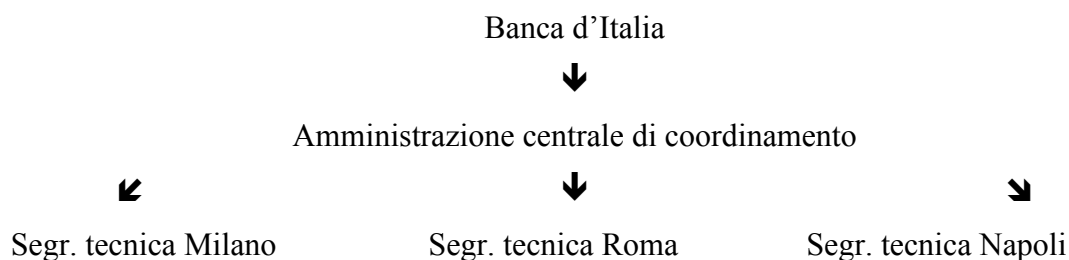 Banca d’Italia
Amministrazione centrale di coordinamento
Segr. tecnica Milano Segr. tecnica Roma Segr. tecnica Napoli